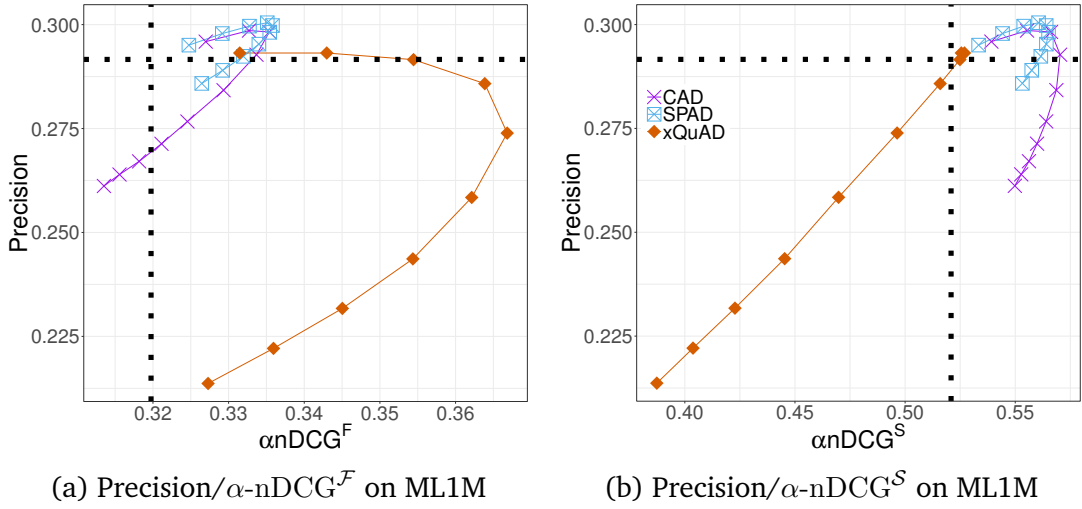 0.300
0.275
0.250
0.225
Precision
0.32 0.33 0.34 0.35 0.36
αnDCG^F
(a) Precision/α-nDCG^ℱ on ML1M
0.300
0.275
0.250
0.225
Precision
CAD
SPAD
xQuAD
0.40 0.45 0.50 0.55
αnDCG^S
(b) Precision/α-nDCG^𝒮 on ML1M